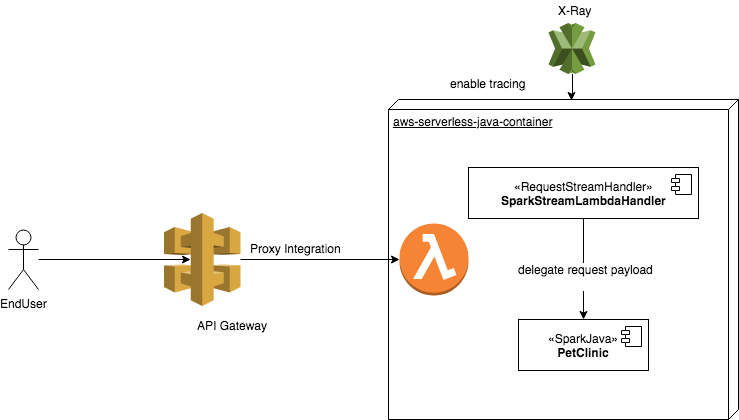 X-Ray
enable tracing
aws-serverless-java-container
«RequestStreamHandler»
SparkStreamLambdaHandler
Proxy Integration
delegate request payload
EndUser
API Gateway
«SparkJava»
PetClinic